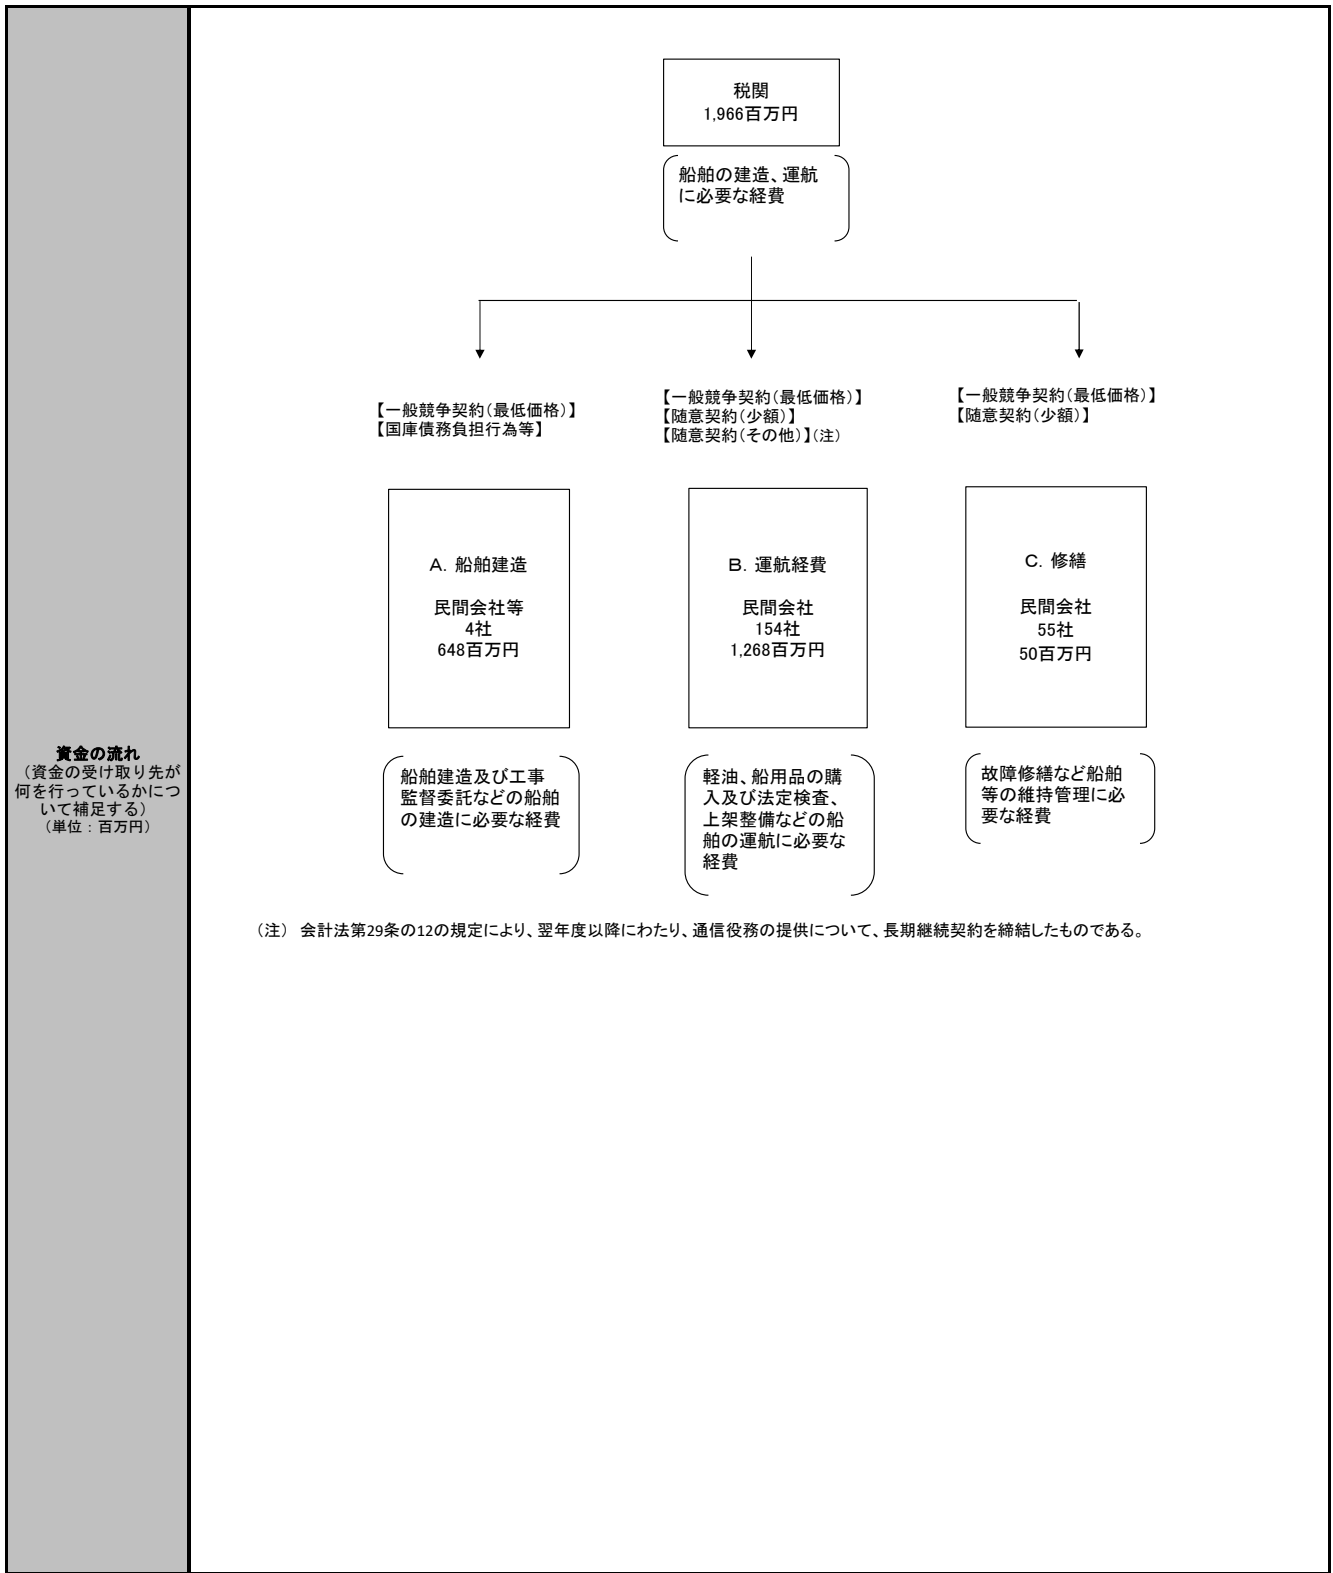 資金の流れ
（資金の受け取り先が
何を行っているかにつ
いて補足する）
（単位：百万円）
税関
1,966百万円
船舶の建造、運航
に必要な経費
【一般競争契約（最低価格）】
【国庫債務負担行為等】
【一般競争契約（最低価格）】
【随意契約（少額）】
【随意契約（その他）】（注）
【一般競争契約（最低価格）】
【随意契約（少額）】
A．船舶建造
民間会社等
4社
648百万円
B．運航経費
民間会社
154社
1,268百万円
C．修繕
民間会社
55社
50百万円
船舶建造及び工事
監督委託などの船舶
の建造に必要な経費
軽油、船用品の購
入及び法定検査、
上架整備などの船
舶の運航に必要な
経費
故障修繕など船舶
等の維持管理に必
要な経費
（注） 会計法第29条の12の規定により、翌年度以降にわたり、通信役務の提供について、長期継続契約を締結したものである。